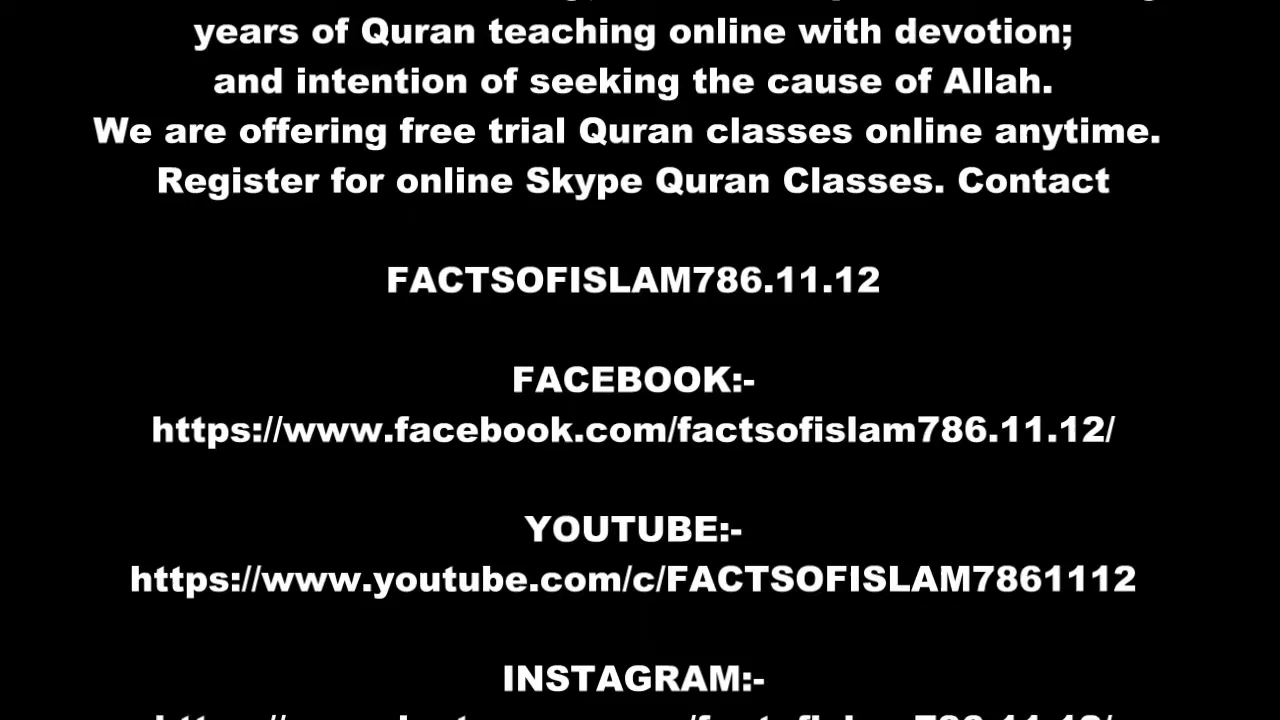 years of Quran teaching online with devotion;
and intention of seeking the cause of Allah.
We are offering free trial Quran classes online anytime.
Register for online Skype Quran Classes. Contact
FACTSOFISLAM786.11.12
FACEBOOK:-
https://www.facebook.com/factsofislam786.11.12/
YOUTUBE:-
https://www.youtube.com/c/FACTSOFISLAM7861112
INSTAGRAM:-